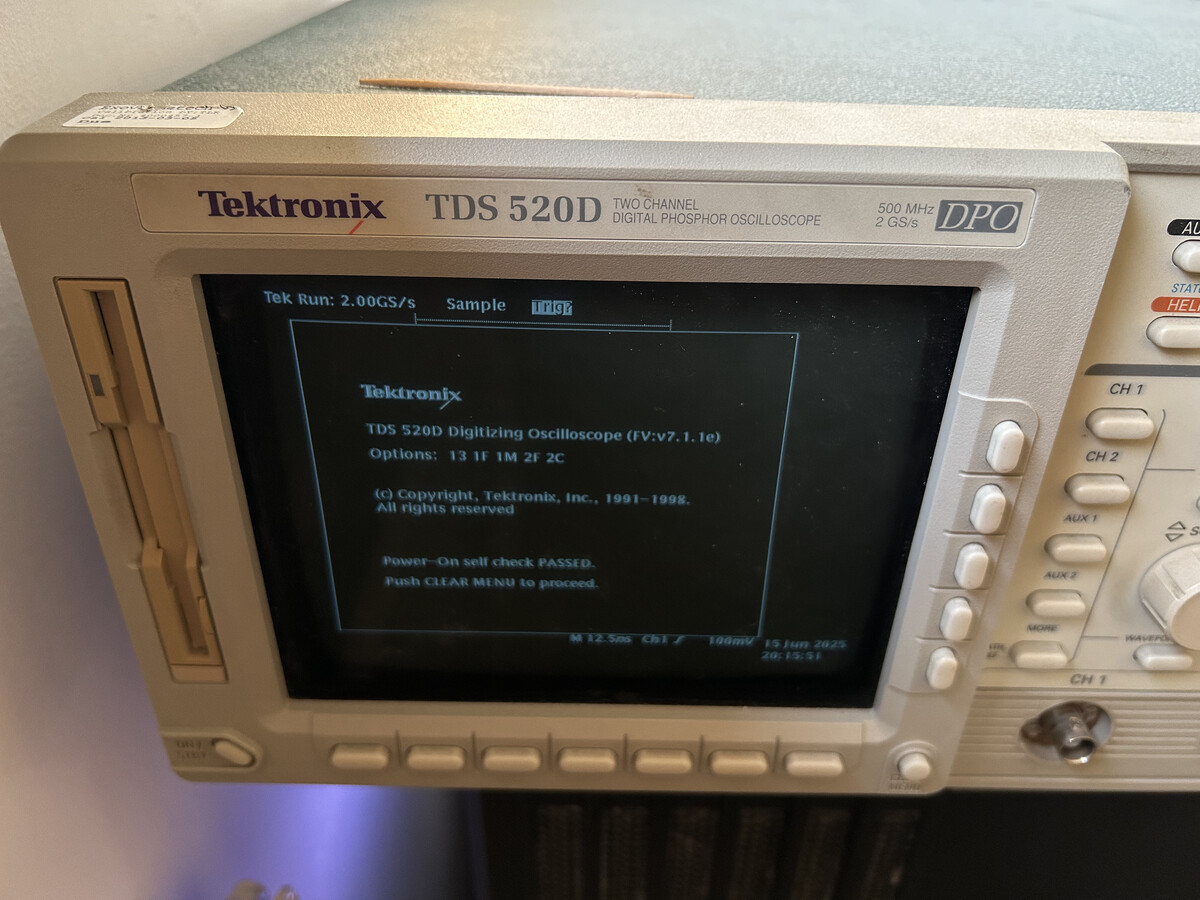 Tektronix TDS 520D TWO CHANNEL
DIGITAL PHOSPHOR OSCILLOSCOPE
500 MHz
2 GS/s
DPO
Tek Run: 2.00GS/s Sample Trig?
Tektronix
TDS 520D Digitizing Oscilloscope (FV:v7.1.1e)
Options: 13 1F 1M 2F 2C
(c) Copyright, Tektronix, Inc., 1991-1998.
All rights reserved
Power-On self check PASSED.
Push CLEAR MENU to proceed.
M 12.5ns Ch1 100mV
15 Jun 2025
20:15:51
HELP
CH 1
CH 2
AUX 1
AUX 2
MORE
CH 1
MENU